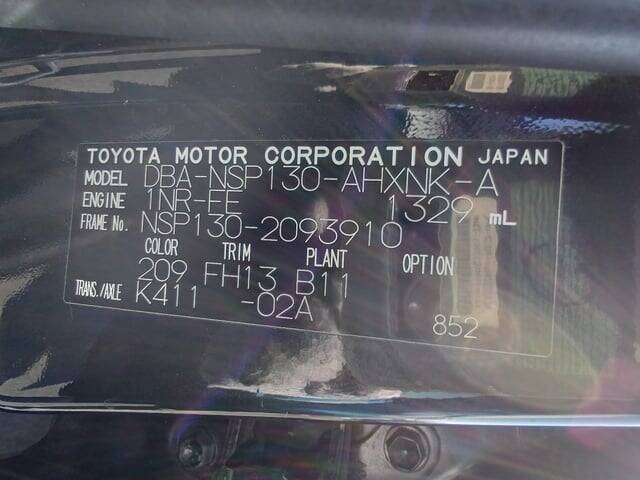 TOYOTA MOTOR CORPORATION JAPAN
MODEL DBA-NSP130-AHXNK-A
ENGINE 1NR-FE 1329 mL
FRAME No. NSP130-2093910
COLOR TRIM PLANT OPTION
209 FH13 B11
TRANS./AXLE K411 -02A
852